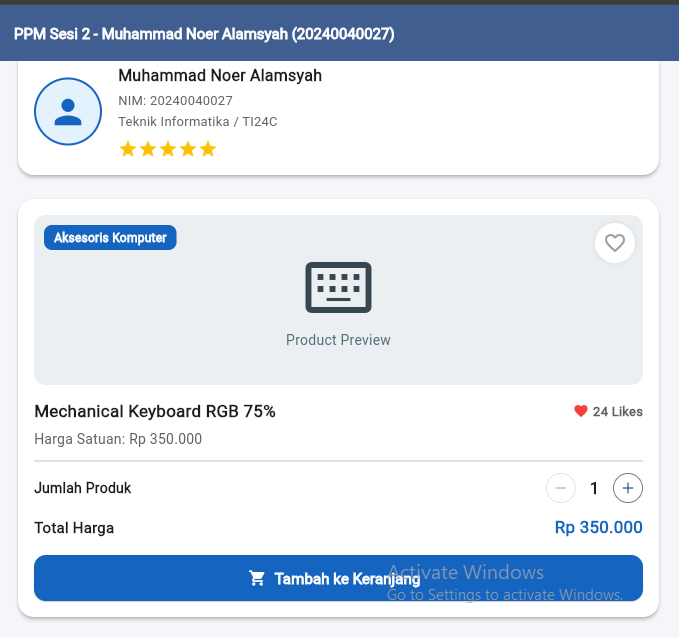 PPM Sesi 2 - Muhammad Noer Alamsyah (20240040027)
Muhammad Noer Alamsyah
NIM: 20240040027
Teknik Informatika / TI24C
Aksesoris Komputer
Product Preview
Mechanical Keyboard RGB 75%
24 Likes
Harga Satuan: Rp 350.000
Jumlah Produk
1
Total Harga
Rp 350.000
Tambah ke Keranjang
Activate Windows
Go to Settings to activate Windows.